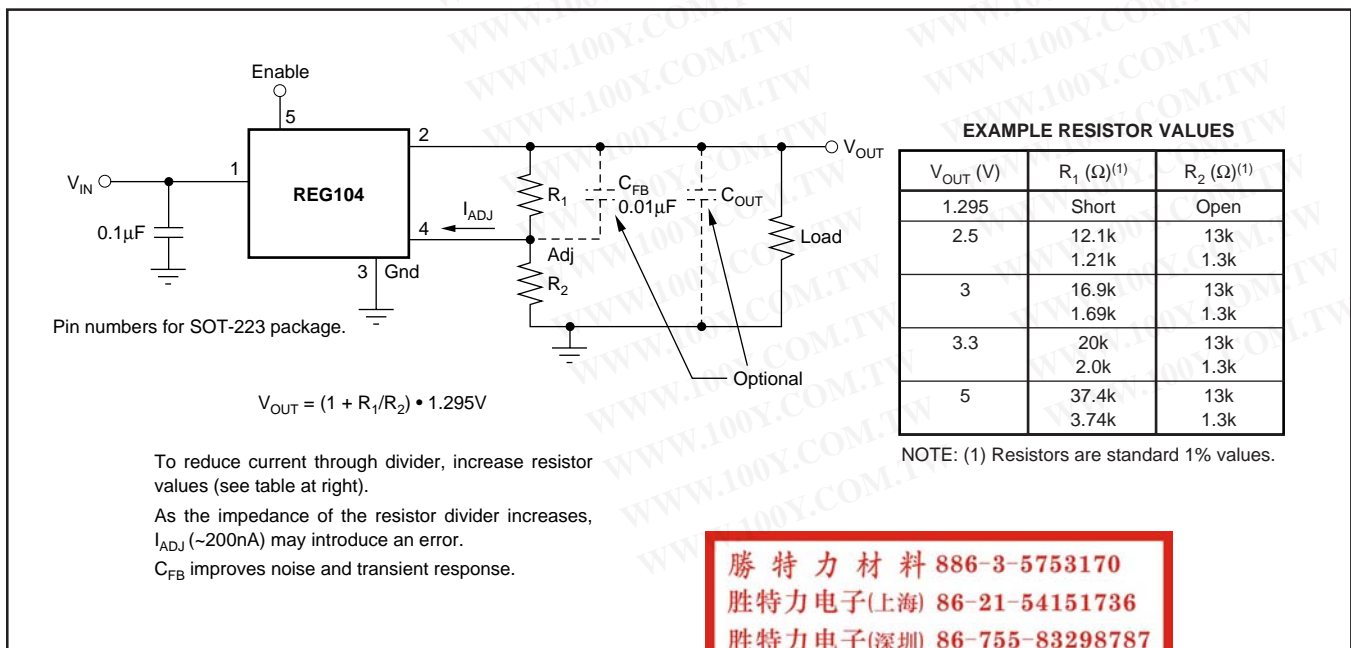 Enable
5
1
2
V_IN
REG104
V_OUT
0.1µF
I_ADJ
4
R_1
C_FB
0.01µF
C_OUT
Load
Adj
R_2
3 Gnd
Pin numbers for SOT-223 package.
Optional
V_OUT = (1 + R_1/R_2) • 1.295V
To reduce current through divider, increase resistor
values (see table at right).
As the impedance of the resistor divider increases,
I_ADJ (~200nA) may introduce an error.
C_FB improves noise and transient response.
EXAMPLE RESISTOR VALUES
V_OUT (V) R_1 (Ω)(1) R_2 (Ω)(1)
1.295 Short Open
2.5 12.1k 13k
1.21k 1.3k
3 16.9k 13k
1.69k 1.3k
3.3 20k 13k
2.0k 1.3k
5 37.4k 13k
3.74k 1.3k
NOTE: (1) Resistors are standard 1% values.
勝特力材料 886-3-5753170
胜特力电子(上海) 86-21-54151736
胜特力电子(深圳) 86-755-83298787
WWW.100Y.COM.TW